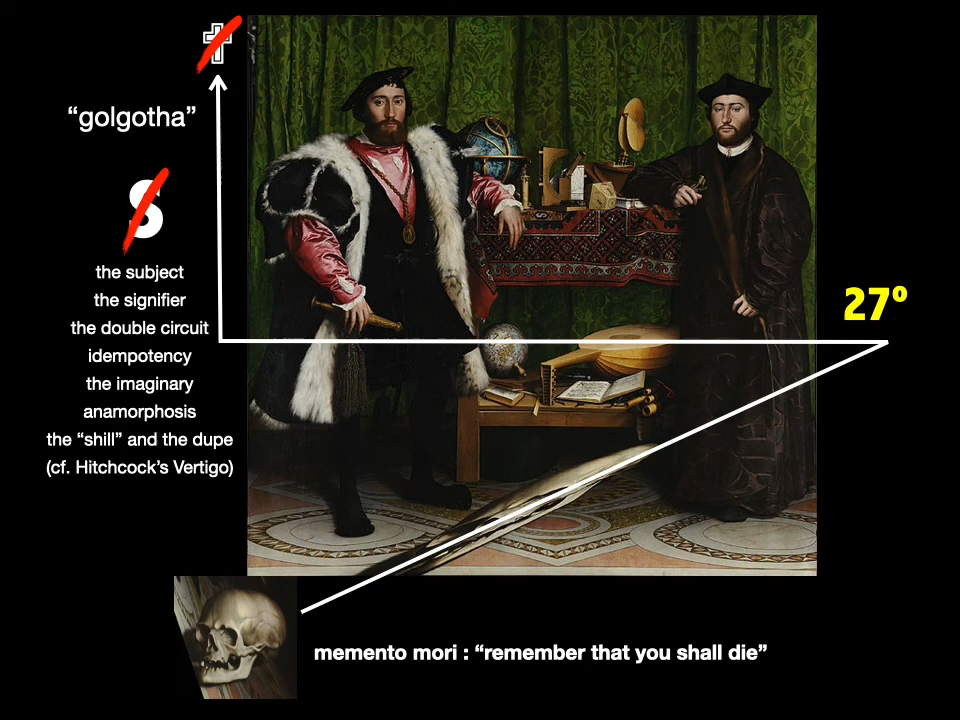 “golgotha”
S
the subject
the signifier
the double circuit
idempotency
the imaginary
anamorphosis
the “shill” and the dupe
(cf. Hitchcock’s Vertigo)
27º
memento mori : “remember that you shall die”